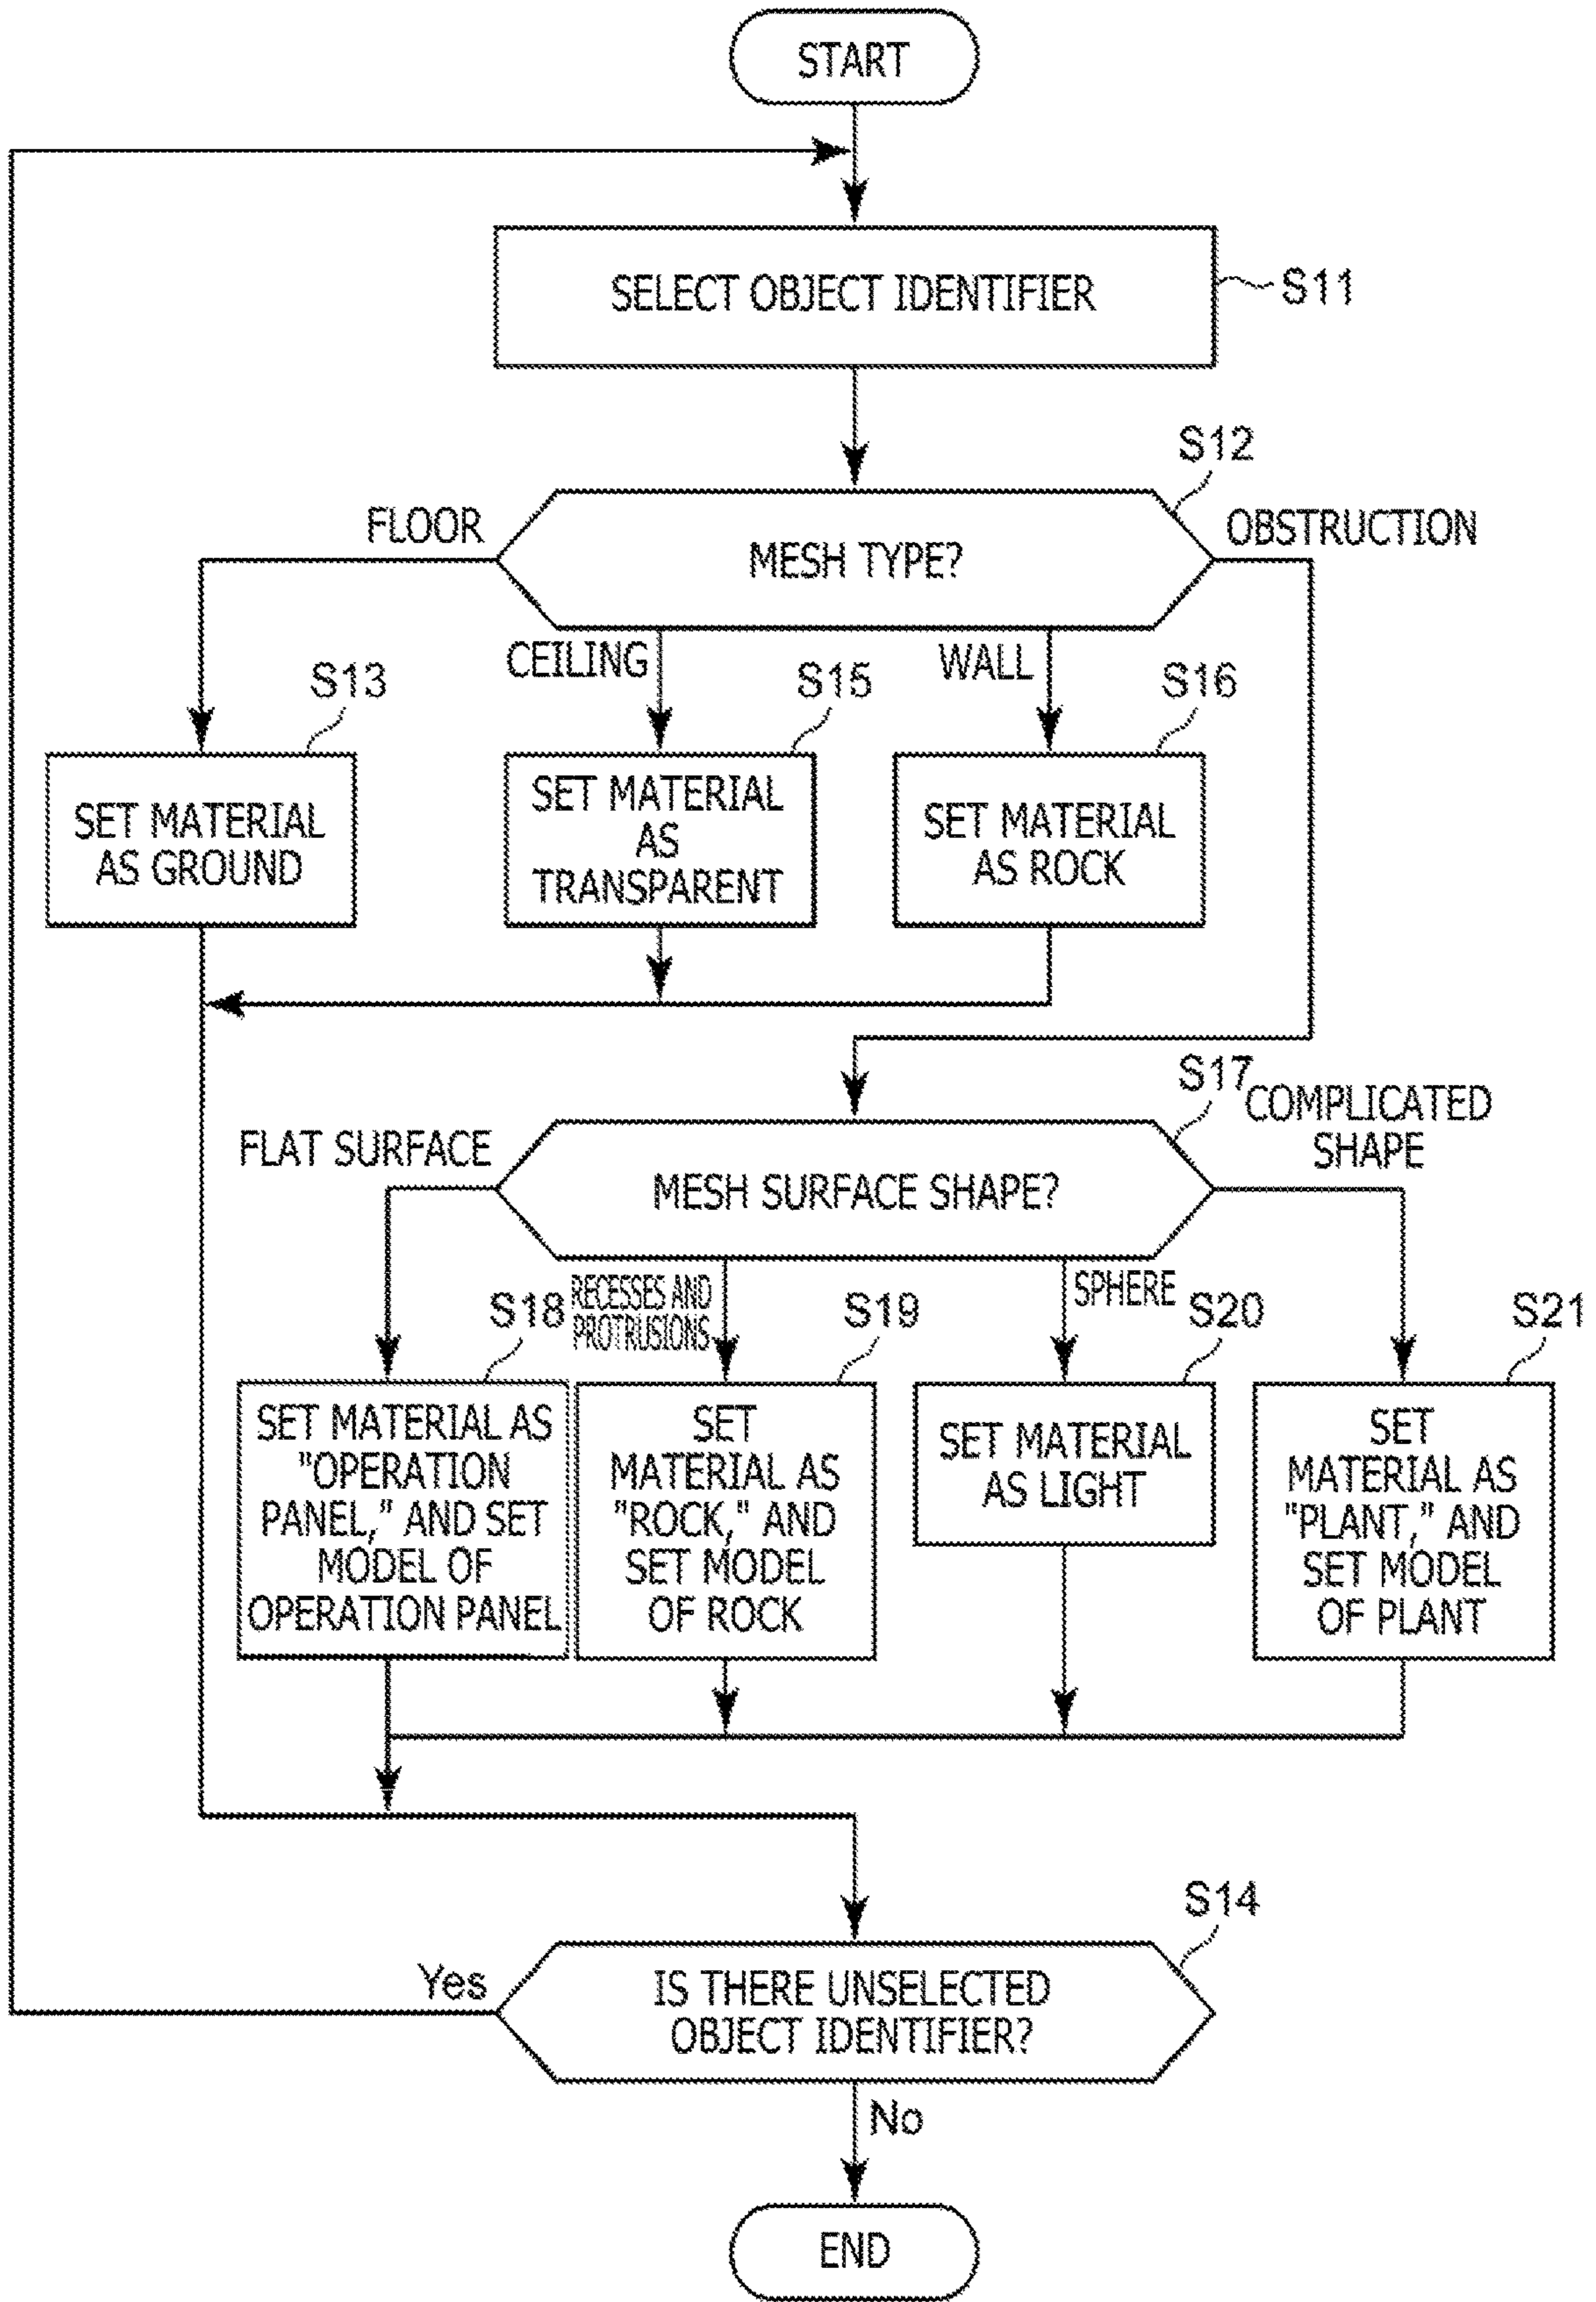 START
SELECT OBJECT IDENTIFIER
S11
S12
FLOOR
MESH TYPE?
OBSTRUCTION
CEILING
WALL
S13
S15
S16
SET MATERIAL
AS GROUND
SET MATERIAL
AS
TRANSPARENT
SET MATERIAL
AS ROCK
S17
FLAT SURFACE
MESH SURFACE SHAPE?
COMPLICATED
SHAPE
S18
RECESSES AND
PROTRUSIONS
S19
SPHERE
S20
S21
SET MATERIAL AS
"OPERATION
PANEL," AND SET
MODEL OF
OPERATION PANEL
SET
MATERIAL AS
"ROCK," AND
SET MODEL
OF ROCK
SET MATERIAL
AS LIGHT
SET
MATERIAL AS
"PLANT," AND
SET MODEL
OF PLANT
S14
Yes
IS THERE UNSELECTED
OBJECT IDENTIFIER?
No
END